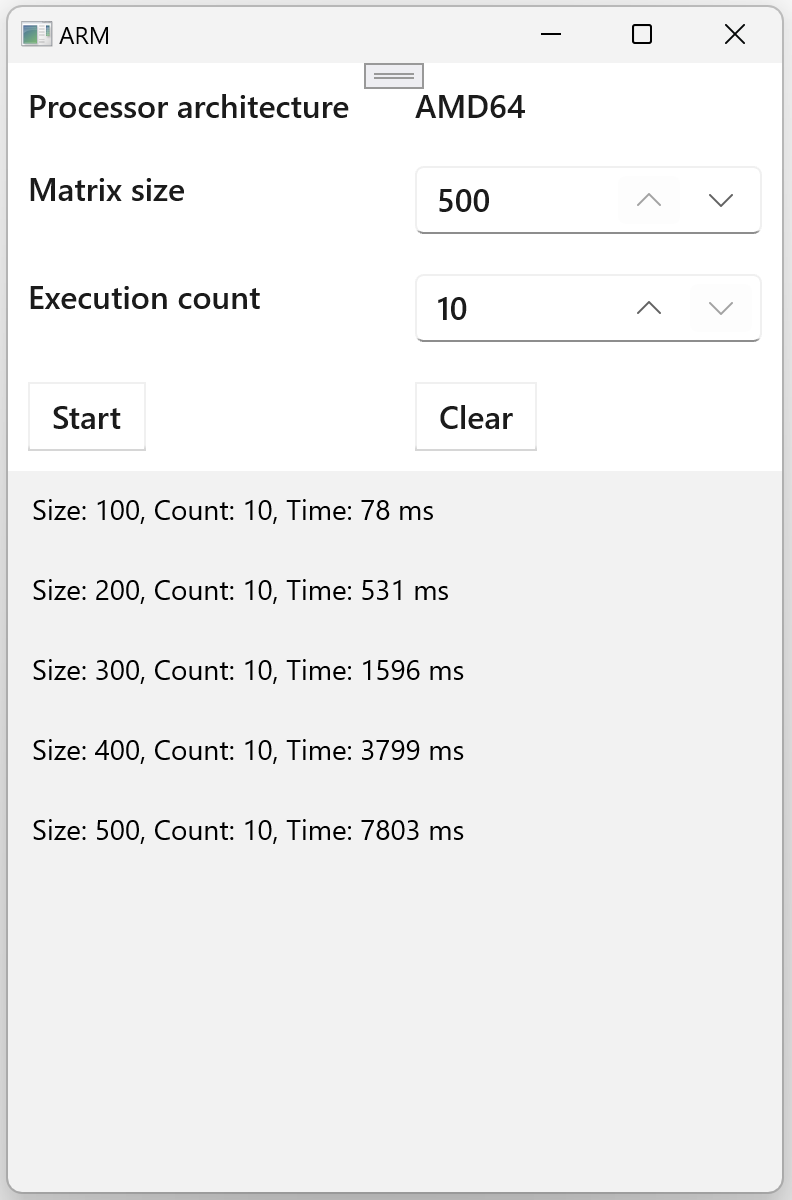 ARM
Processor architecture AMD64
Matrix size 500
Execution count 10
Start Clear
Size: 100, Count: 10, Time: 78 ms
Size: 200, Count: 10, Time: 531 ms
Size: 300, Count: 10, Time: 1596 ms
Size: 400, Count: 10, Time: 3799 ms
Size: 500, Count: 10, Time: 7803 ms